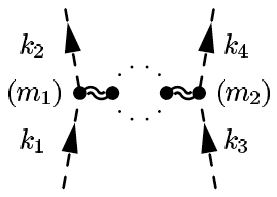 k₂ k₄
(m₁) (m₂)
k₁ k₃